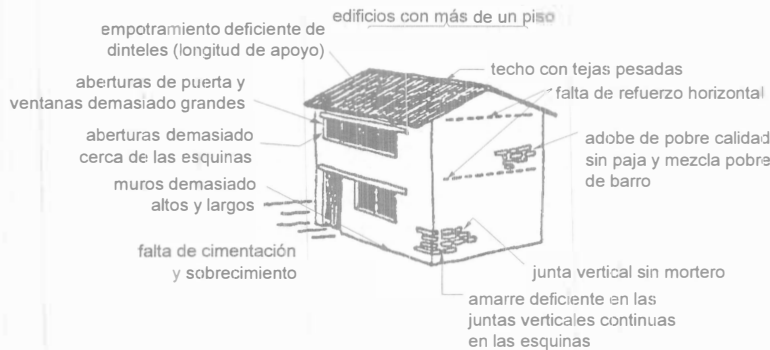 edificios con más de un piso
empotramiento deficiente de
dinteles (longitud de apoyo)
aberturas de puerta y
ventanas demasiado grandes
aberturas demasiado
cerca de las esquinas
muros demasiado
altos y largos
falta de cimentación
y sobrecimiento
techo con tejas pesadas
falta de refuerzo horizontal
adobe de pobre calidad
sin paja y mezcla pobre
de barro
junta vertical sin mortero
amarre deficiente en las
juntas verticales continuas
en las esquinas